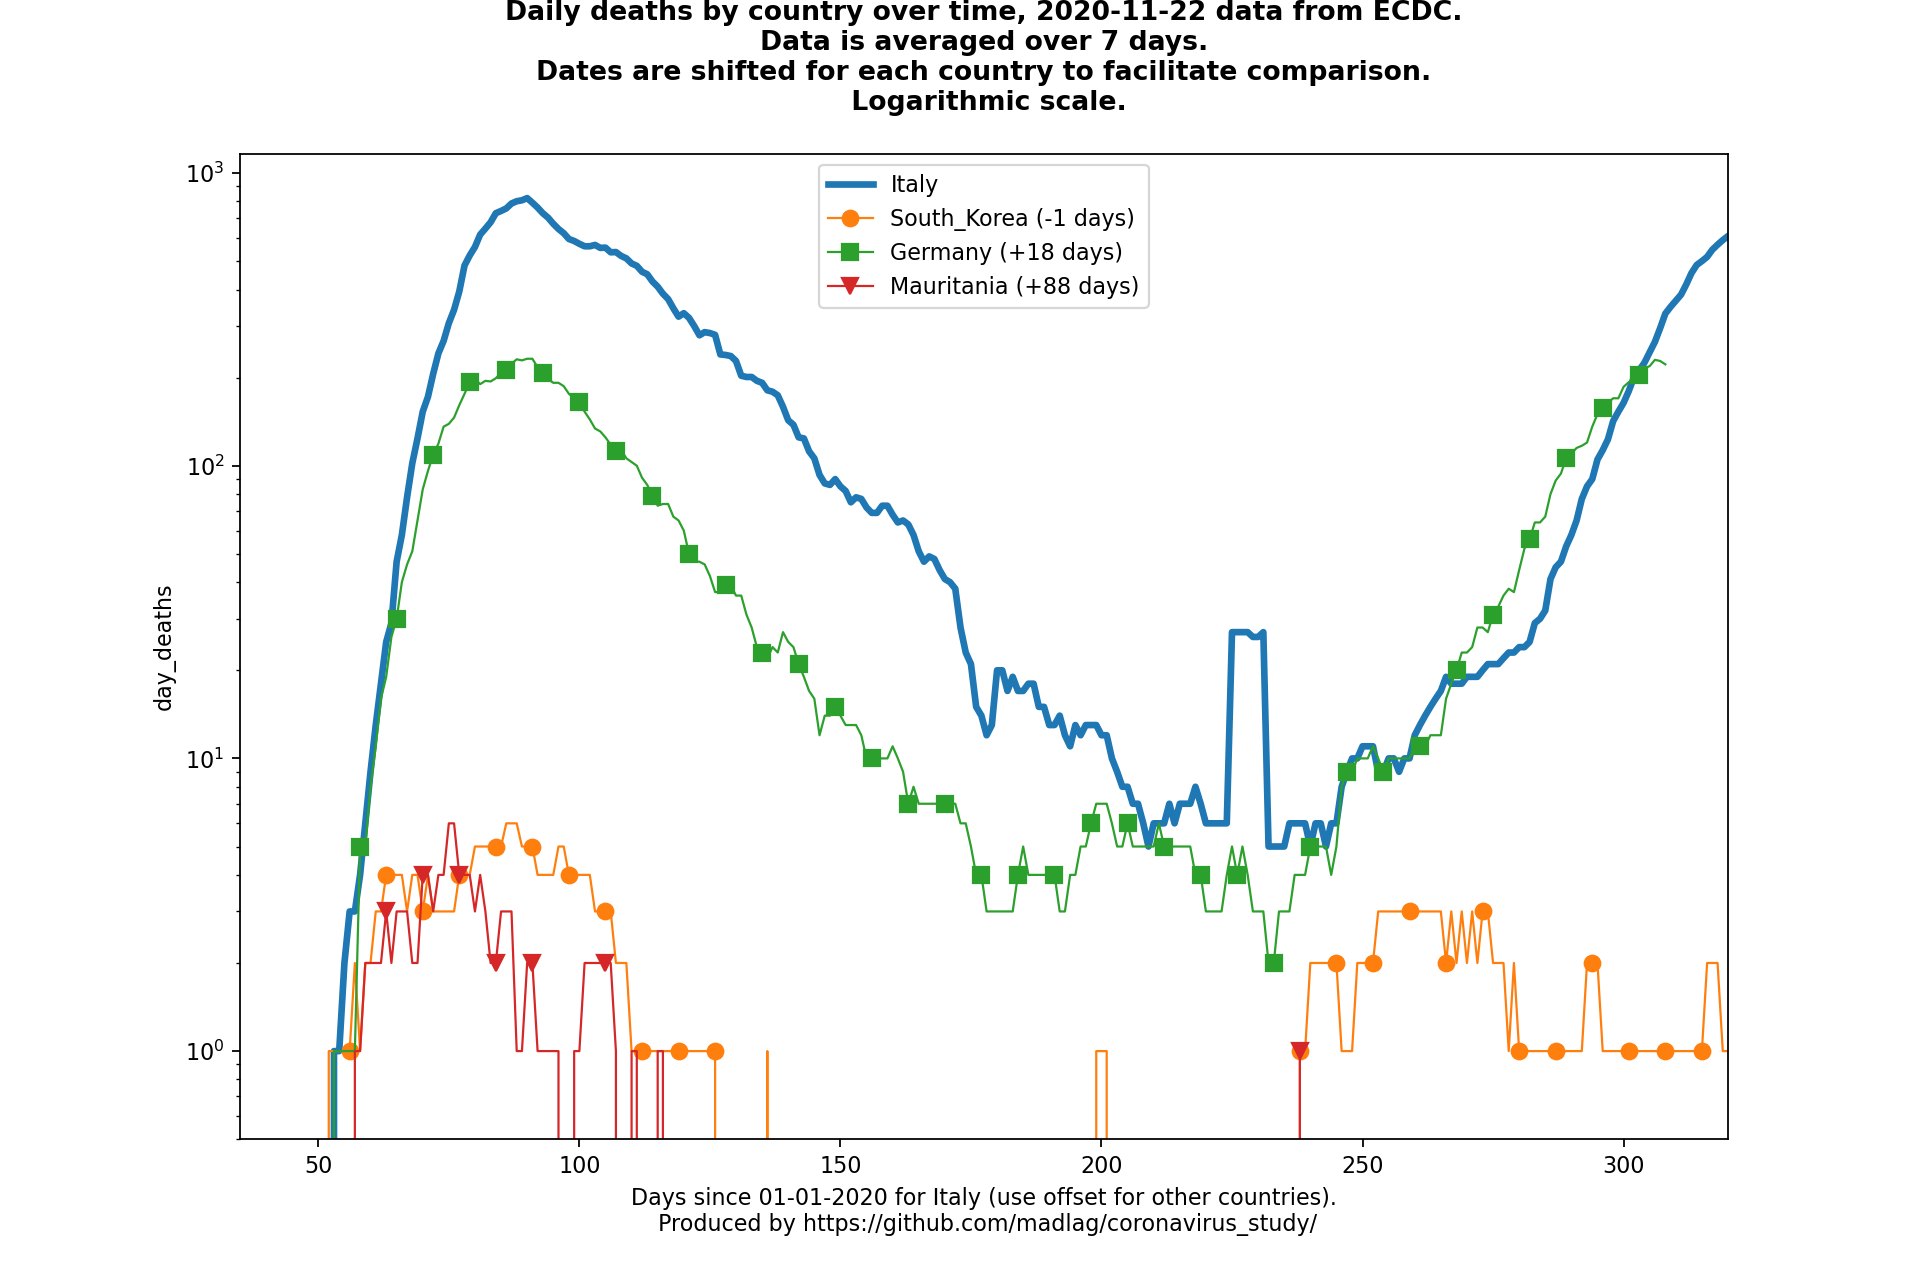 Daily deaths by country over time, 2020-11-22 data from ECDC.
Data is averaged over 7 days.
Dates are shifted for each country to facilitate comparison.
Logarithmic scale.
10³
Italy
South_Korea (-1 days)
Germany (+18 days)
Mauritania (+88 days)
10²
day_deaths
10¹
10⁰
50 100 150 200 250 300
Days since 01-01-2020 for Italy (use offset for other countries).
Produced by https://github.com/madlag/coronavirus_study/